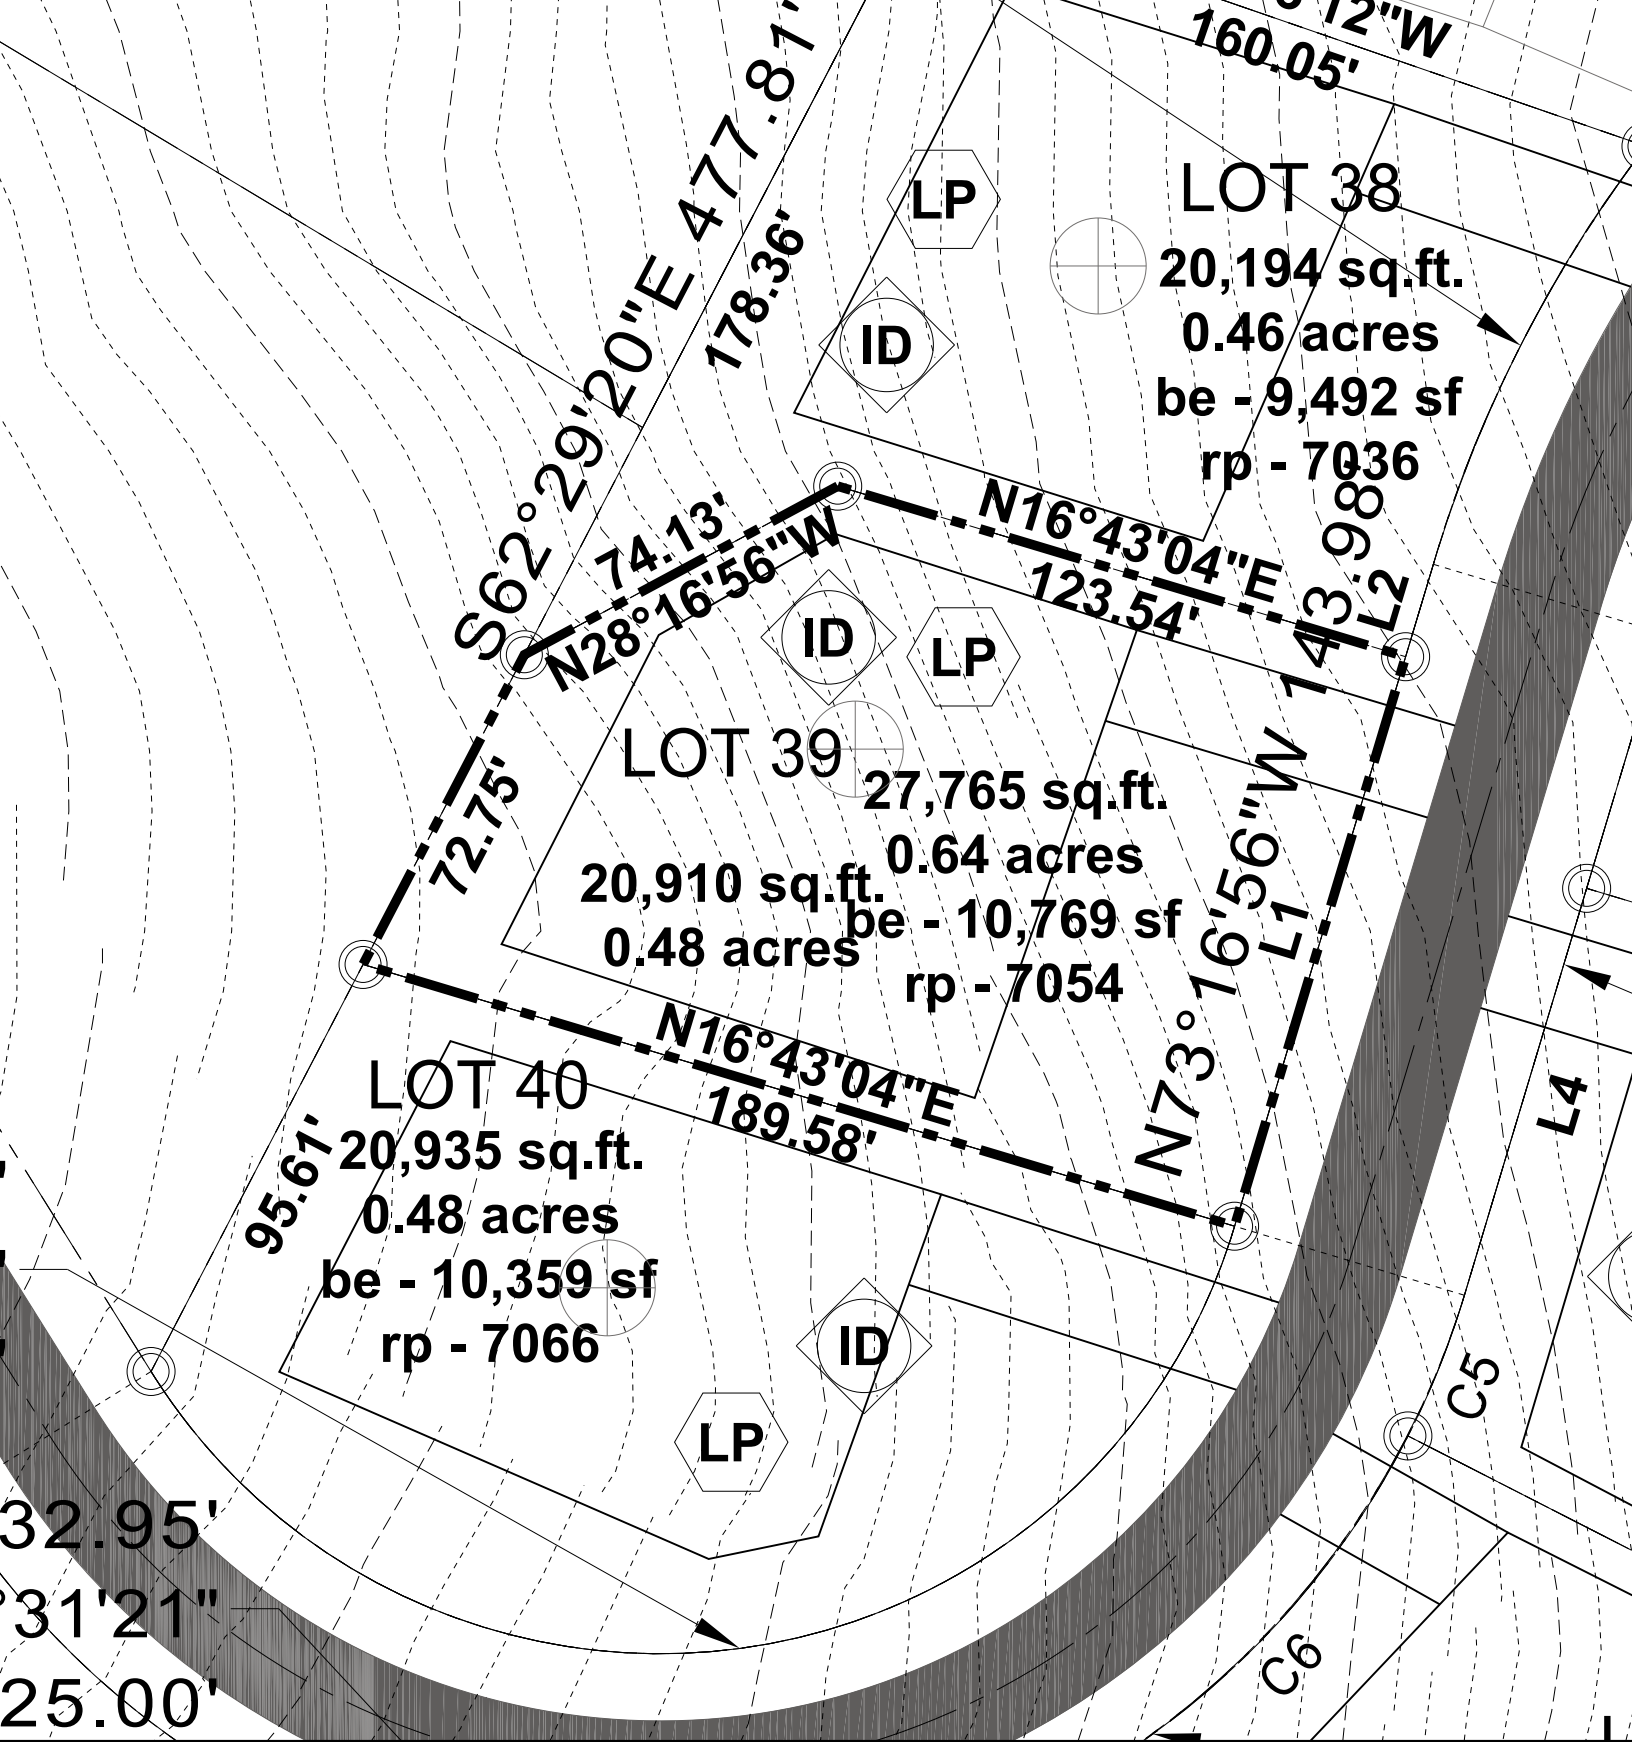 160.05'
S62°29'20"E 477.81'
178.36'
LP
ID
LOT 38
20,194 sq.ft.
0.46 acres
be - 9,492 sf
rp - 7036
74.13'
N28°16'56"W
N16°43'04"E
123.54'
L2
ID
LP
LOT 39
27,765 sq.ft.
0.64 acres
be - 10,769 sf
rp - 7054
20,910 sq.ft.
0.48 acres
72.75'
N73°16'56"W 143.98'
L1
N16°43'04"E
189.58'
LOT 40
20,935 sq.ft.
0.48 acres
be - 10,359 sf
rp - 7066
95.61'
ID
LP
L4
C5
C6
32.95'
°31'21"
25.00'